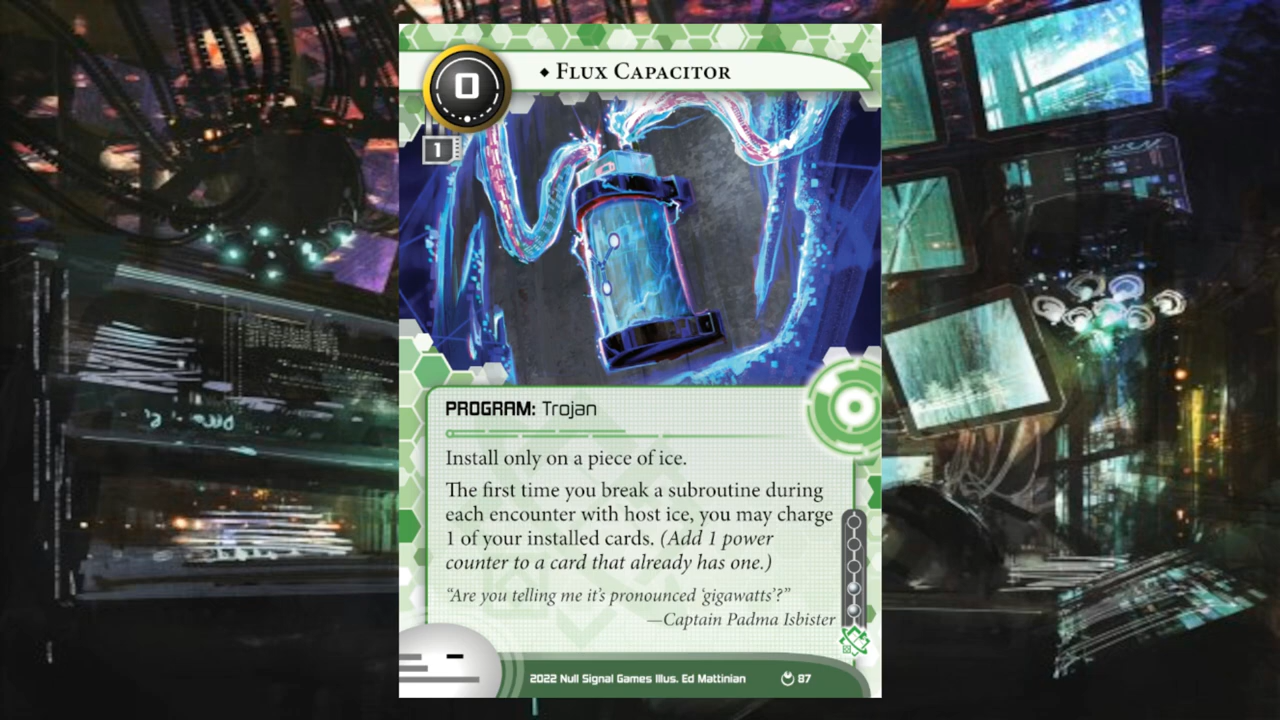 0
♦ Flux Capacitor
1
PROGRAM: Trojan
Install only on a piece of ice.
The first time you break a subroutine during
each encounter with host ice, you may charge
1 of your installed cards. (Add 1 power
counter to a card that already has one.)
“Are you telling me it’s pronounced ‘gigawatts’?”
—Captain Padma Isbister
2022 Null Signal Games Illus. Ed Mattinian
87